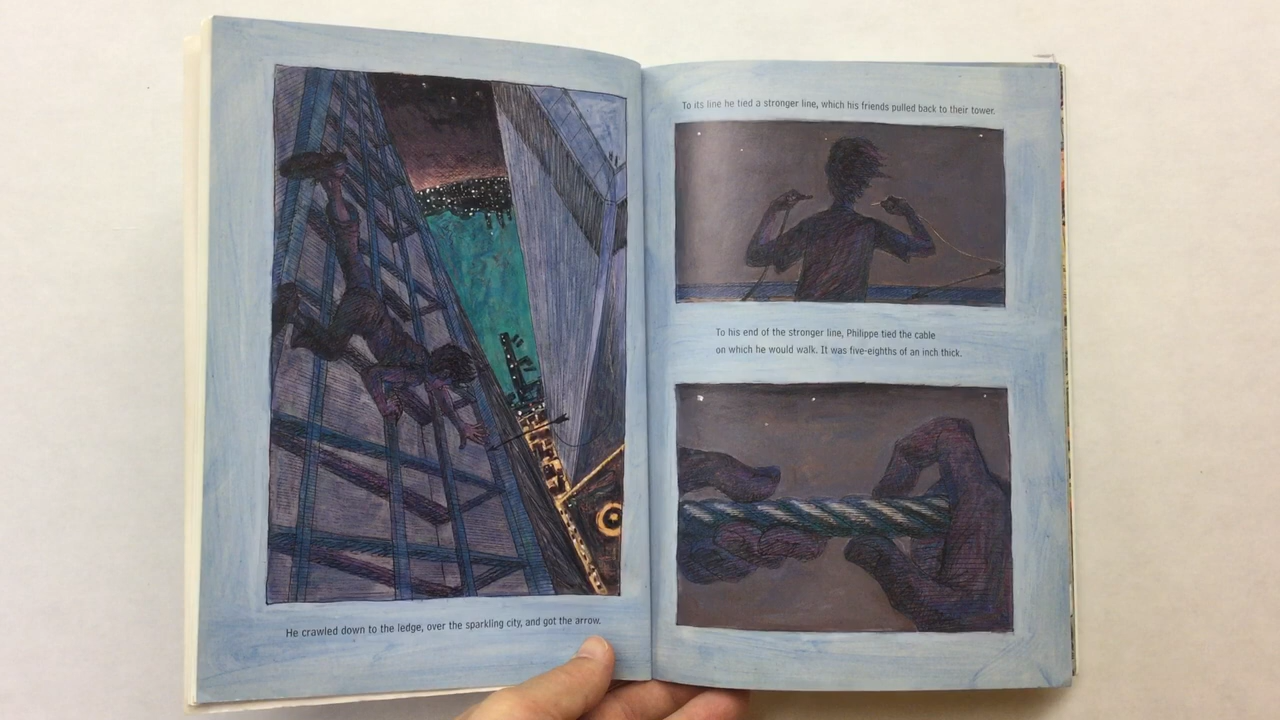 He crawled down to the ledge, over the sparkling city, and got the arrow.
To its line he tied a stronger line, which his friends pulled back to their tower.
To his end of the stronger line, Philippe tied the cable
on which he would walk. It was five-eighths of an inch thick.